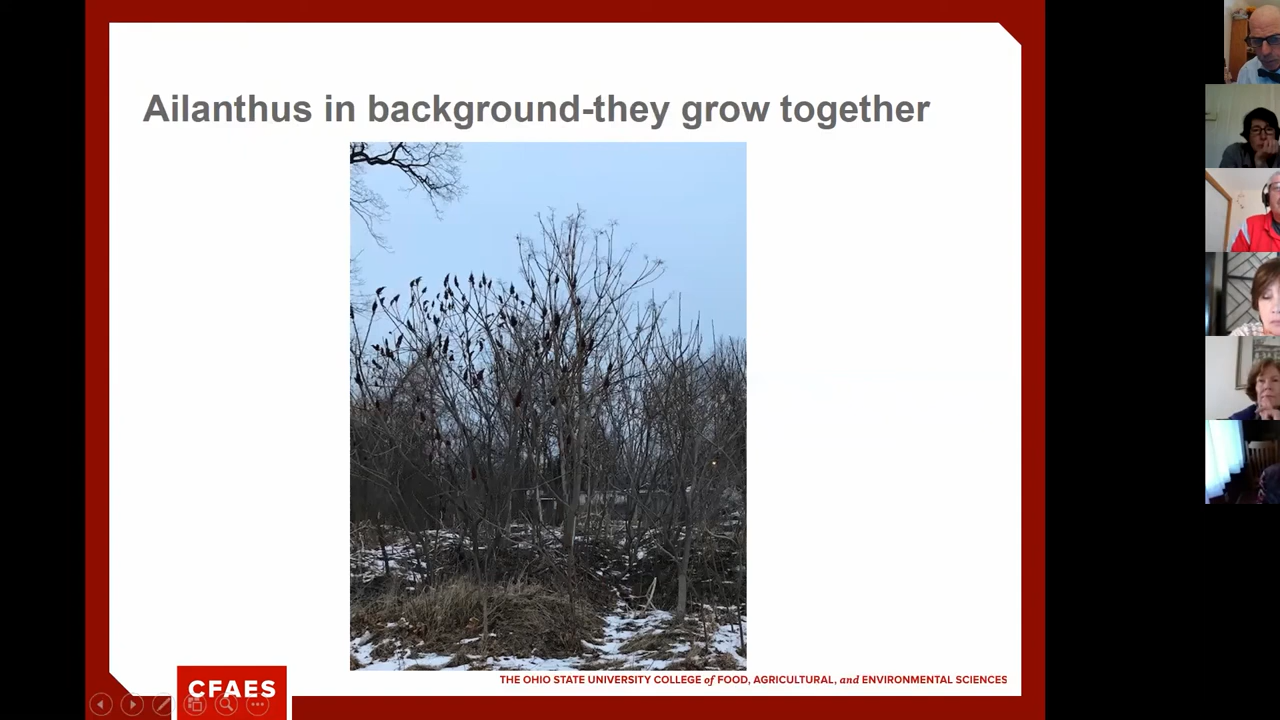 Ailanthus in background-they grow together
CFAES
THE OHIO STATE UNIVERSITY COLLEGE of FOOD, AGRICULTURAL, and ENVIRONMENTAL SCIENCES